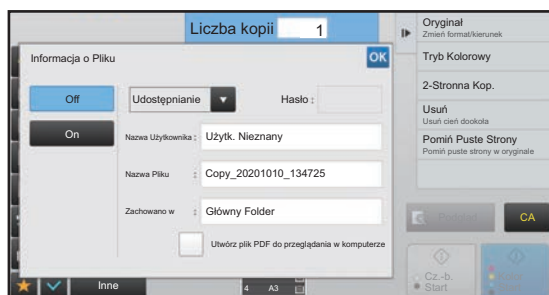 Liczba kopii 1
Informacja o Pliku
OK
Off
On
Udostępnianie
Hasło :
Nazwa Użytkownika : Użytk. Nieznany
Nazwa Pliku : Copy_20201010_134725
Zachowano w : Główny Folder
Utwórz plik PDF do przeglądania w komputerze
Inne
4 A3
Oryginał
Zmień format/kierunek
Tryb Kolorowy
2-Stronna Kop.
Usuń
Usuń cień dookoła
Pomiń Puste Strony
Pomiń puste strony w oryginale
CA
Cz.-b.
Start
Start